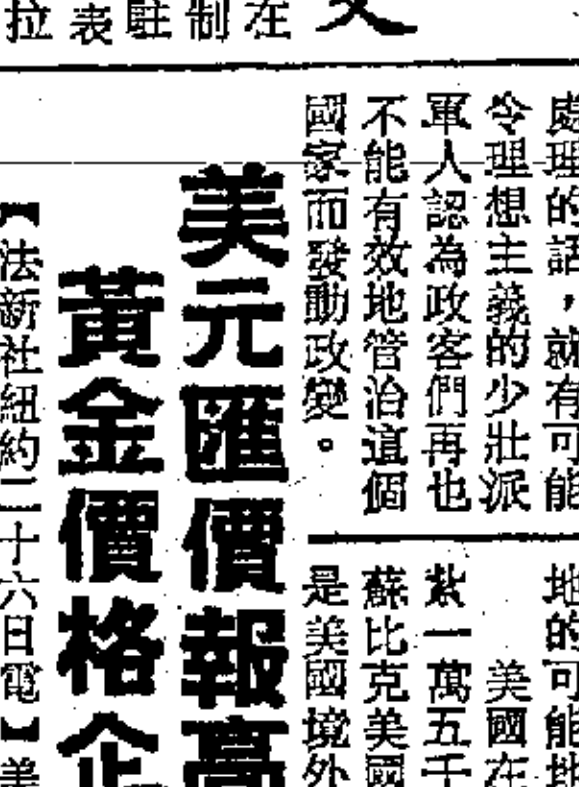 在制駐表拉
處理的話，就有可能
令理想主義的少壯派
軍人認為政客們再也
不能有效地管治這個
國家而發動政變。
地的可能地
美國在
紮一萬五千
蘇比克美國
是美國境外
美元匯價報高
黃金價格企
【法新社紐約二十六日電】美